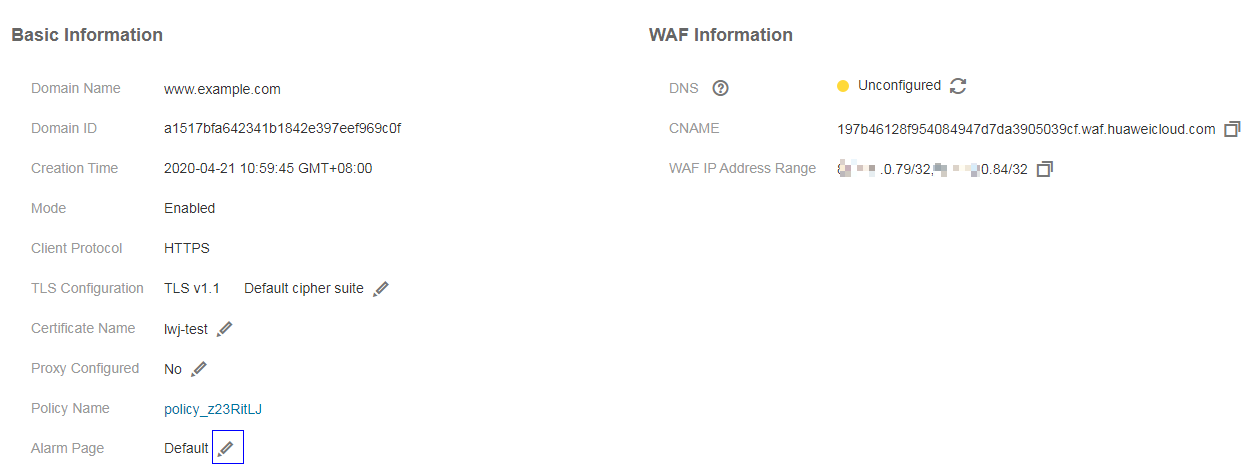 Basic Information
Domain Name www.example.com
Domain ID a1517bfa642341b1842e397eef969c0f
Creation Time 2020-04-21 10:59:45 GMT+08:00
Mode Enabled
Client Protocol HTTPS
TLS Configuration TLS v1.1 Default cipher suite
Certificate Name lwj-test
Proxy Configured No
Policy Name policy_z23RitLJ
Alarm Page Default
WAF Information
DNS ? Unconfigured
CNAME 197b46128f954084947d7da3905039cf.waf.huaweicloud.com
WAF IP Address Range .0.79/32, 0.84/32